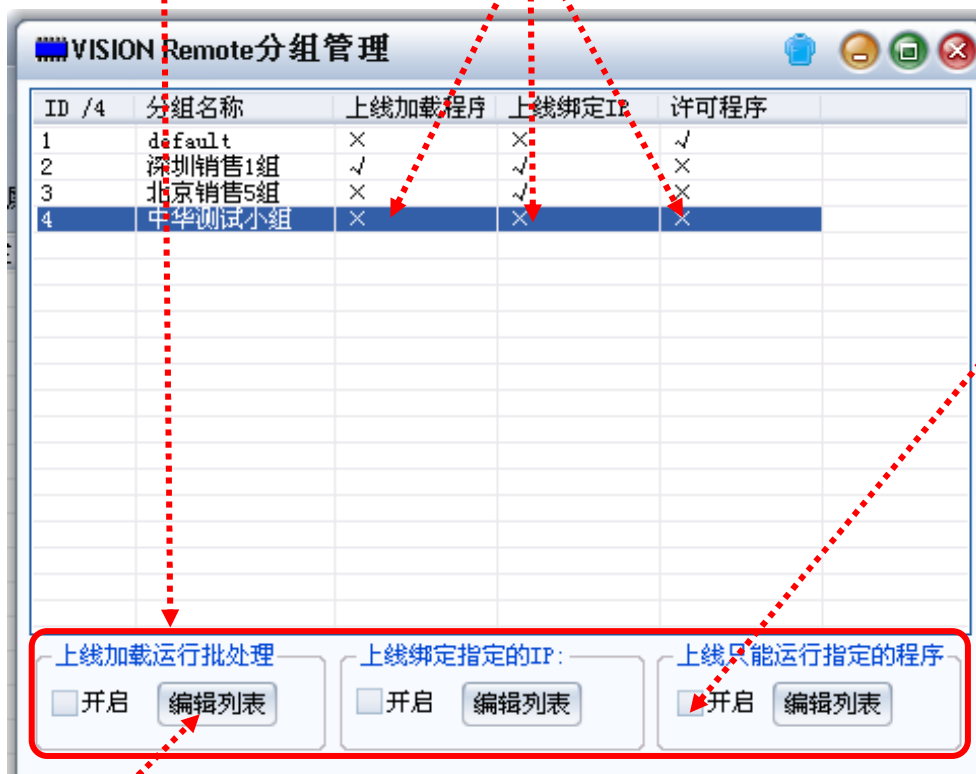 VISION Remote分组管理
ID /4 分组名称 上线加载程序 上线绑定IP 许可程序
1 default × × √
2 深圳销售1组 √ √ ×
3 北京销售5组 × √ ×
4 中华测试小组 × × ×
上线加载运行批处理 上线绑定指定的IP: 上线只能运行指定的程序
开启 编辑列表 开启 编辑列表 开启 编辑列表